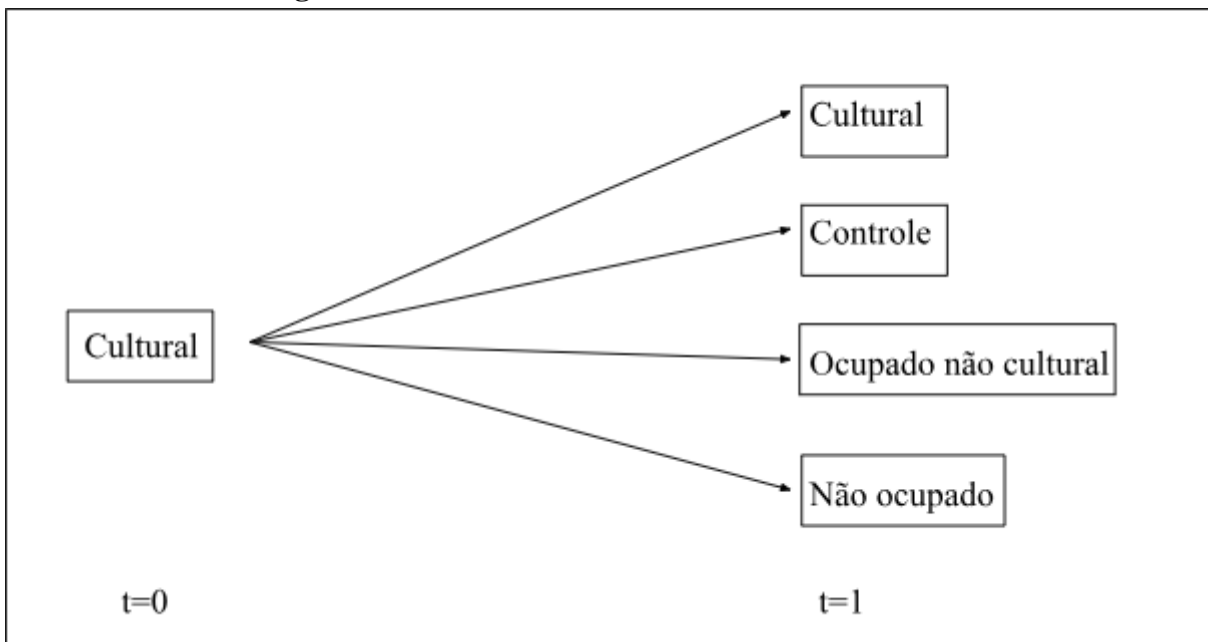 Cultural
Controle
Cultural
Ocupado não cultural
Não ocupado
t=0
t=1